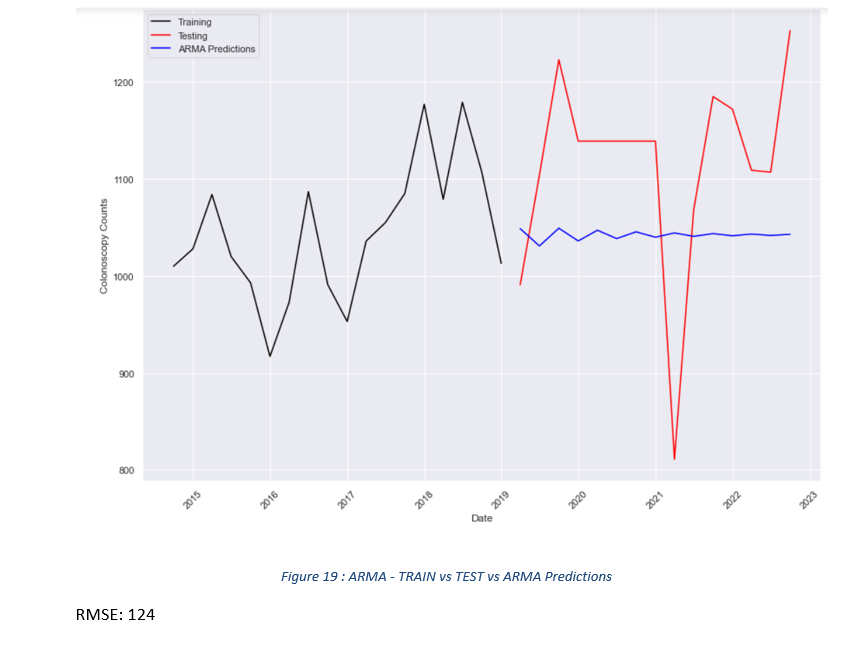 Training
Testing
ARMA Predictions
1200
1100
1000
900
800
Colonoscopy Counts
2015
2016
2017
2018
2019
2020
2021
2022
2023
Date
Figure 19 : ARMA - TRAIN vs TEST vs ARMA Predictions
RMSE: 124